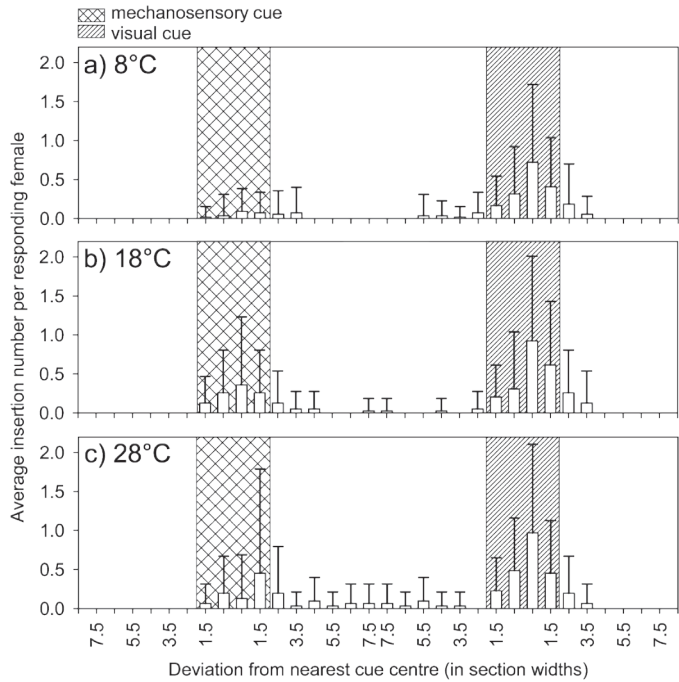 mechanosensory cue
visual cue
a) 8°C
2.0
1.5
1.0
0.5
0.0
b) 18°C
2.0
1.5
1.0
0.5
0.0
c) 28°C
2.0
1.5
1.0
0.5
0.0
Average insertion number per responding female
7.5 5.5 3.5 1.5 1.5 3.5 5.5 7.5 7.5 5.5 3.5 1.5 1.5 3.5 5.5 7.5
Deviation from nearest cue centre (in section widths)